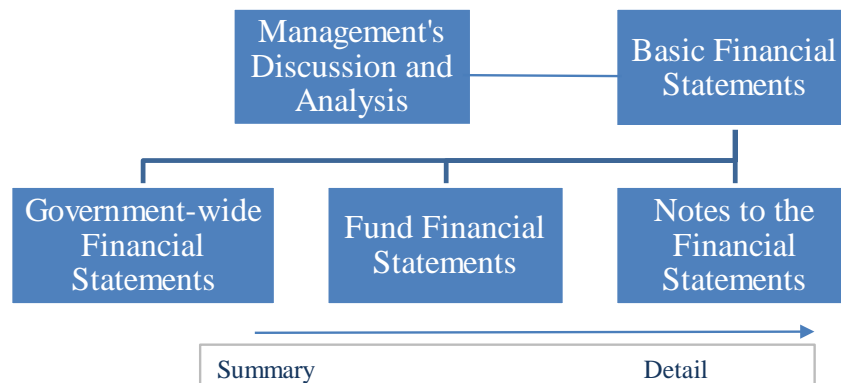 Management's
Discussion and
Analysis
Basic Financial
Statements
Government-wide
Financial
Statements
Fund Financial
Statements
Notes to the
Financial
Statements
Summary Detail